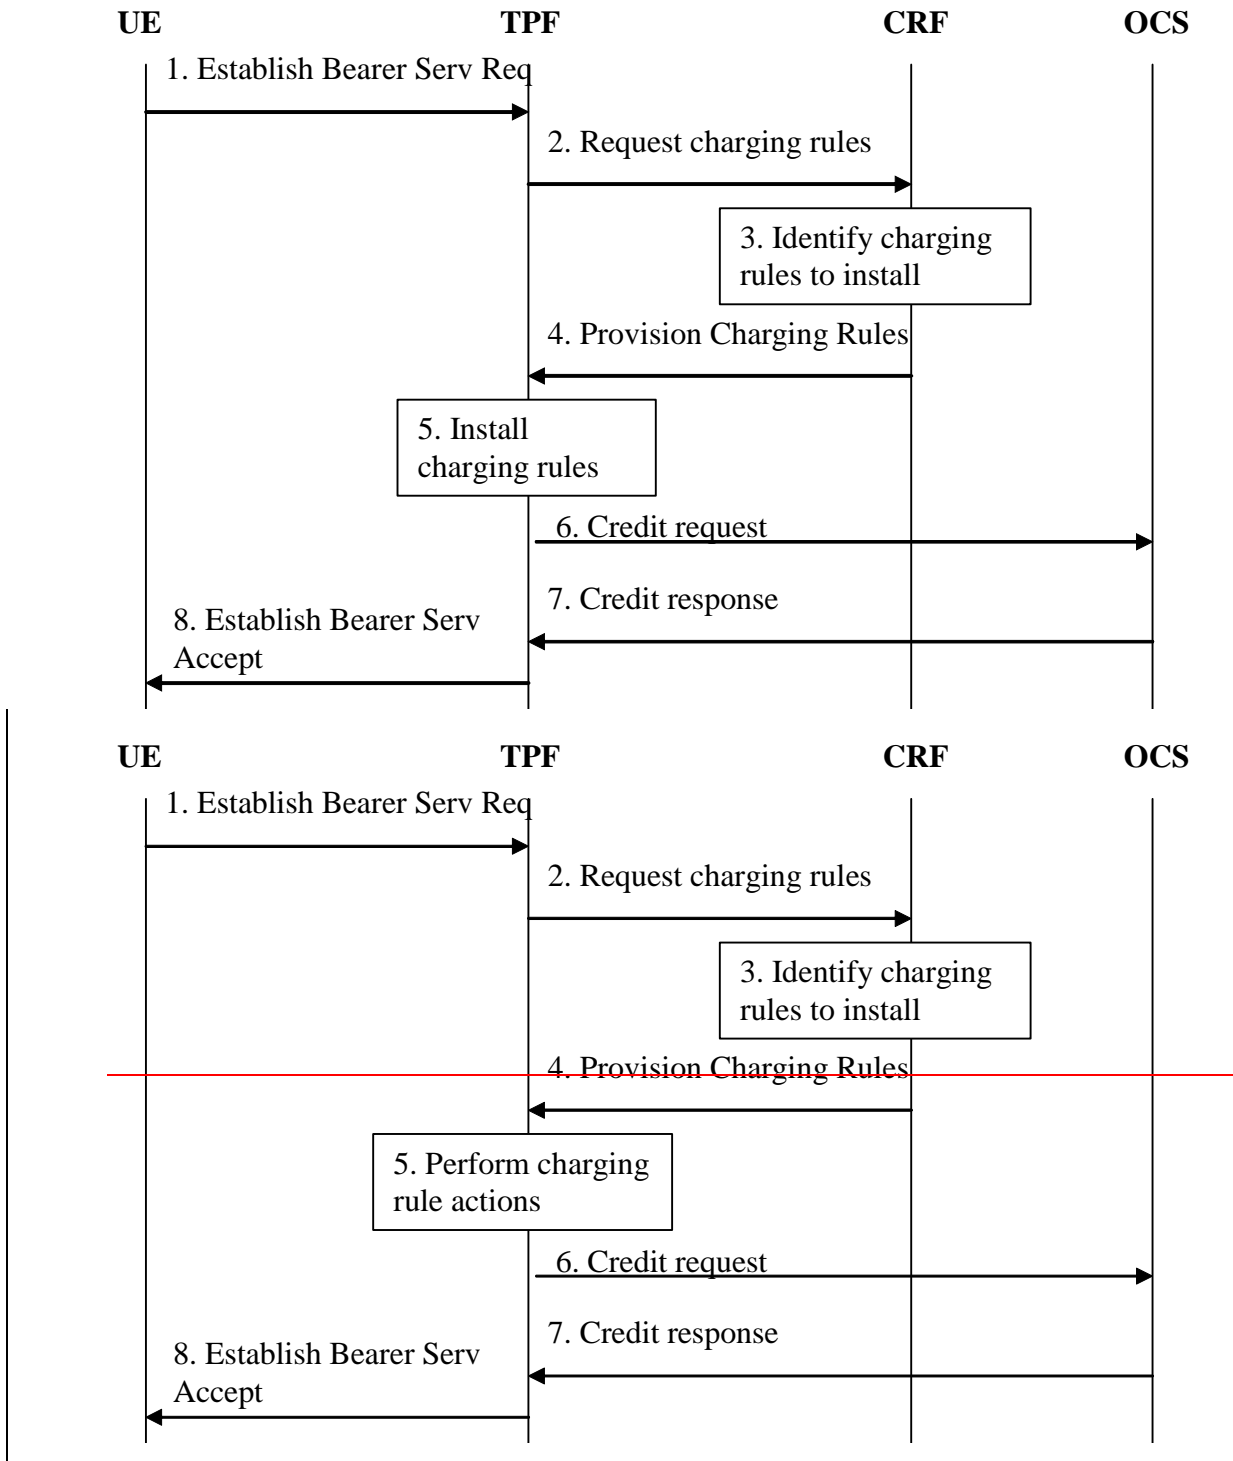 UE TPF CRF OCS
1. Establish Bearer Serv Req
2. Request charging rules
3. Identify charging
rules to install
4. Provision Charging Rules
5. Install
charging rules
6. Credit request
7. Credit response
8. Establish Bearer Serv
Accept
UE TPF CRF OCS
1. Establish Bearer Serv Req
2. Request charging rules
3. Identify charging
rules to install
4. Provision Charging Rules
5. Perform charging
rule actions
6. Credit request
7. Credit response
8. Establish Bearer Serv
Accept